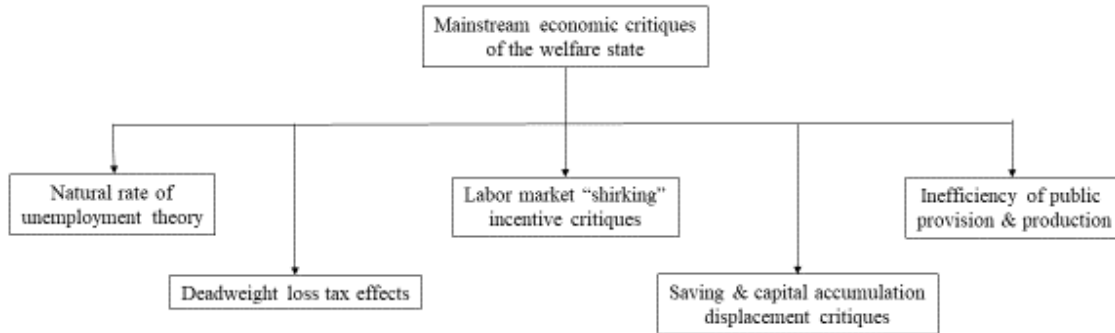 Mainstream economic critiques
of the welfare state
Natural rate of
unemployment theory
Labor market “shirking”
incentive critiques
Inefficiency of public
provision & production
Deadweight loss tax effects
Saving & capital accumulation
displacement critiques